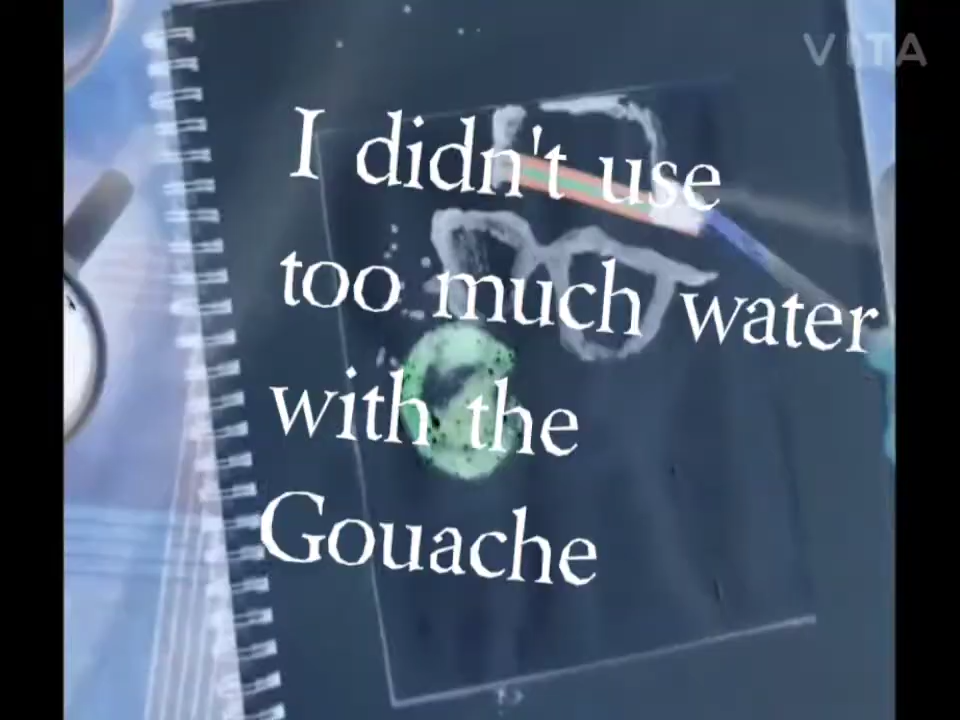 VITA
I didn't use
too much water
with the
Gouache